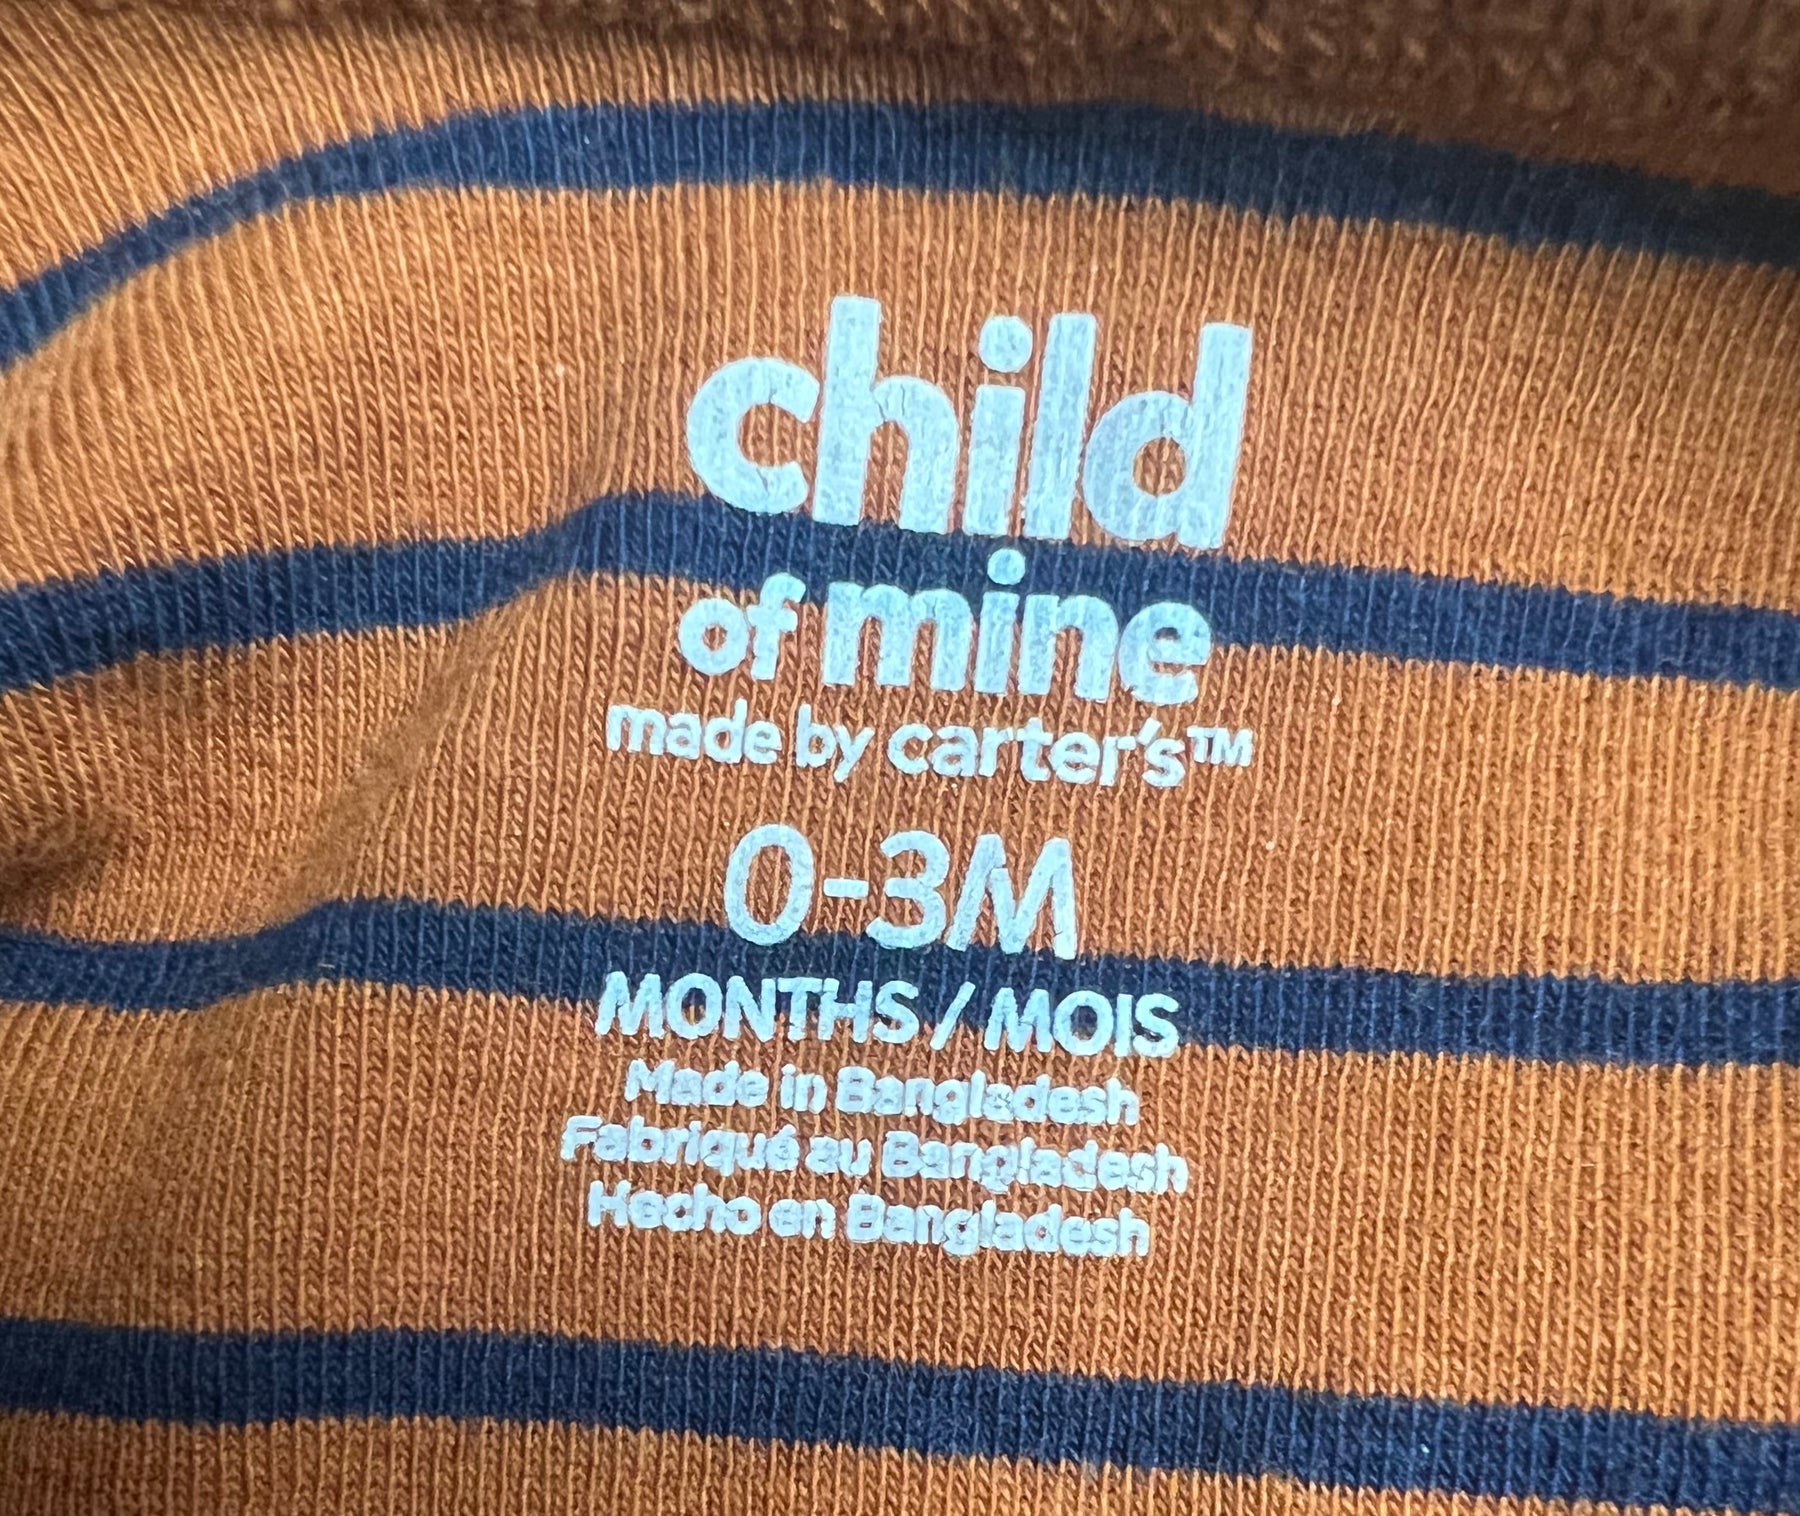 child
of mine
made by carter's™
0-3M
MONTHS / MOIS
Made in Bangladesh
Fabriqué au Bangladesh
Hecho en Bangladesh